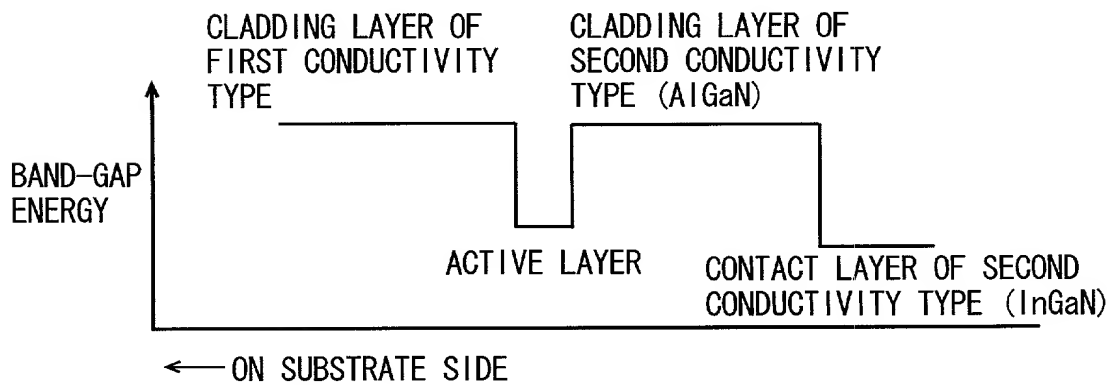 CLADDING LAYER OF
FIRST CONDUCTIVITY
TYPE
CLADDING LAYER OF
SECOND CONDUCTIVITY
TYPE (AlGaN)
BAND-GAP
ENERGY
ACTIVE LAYER
CONTACT LAYER OF SECOND
CONDUCTIVITY TYPE (InGaN)
ON SUBSTRATE SIDE